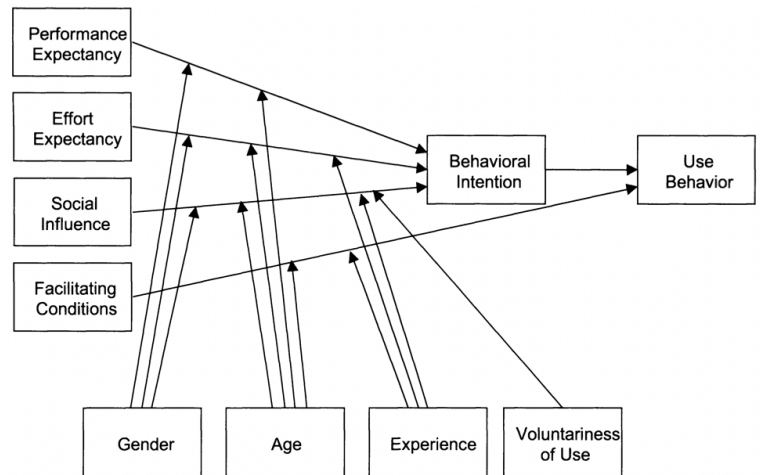 Performance
Expectancy
Effort
Expectancy
Social
Influence
Facilitating
Conditions
Behavioral
Intention
Use
Behavior
Gender
Age
Experience
Voluntariness
of Use